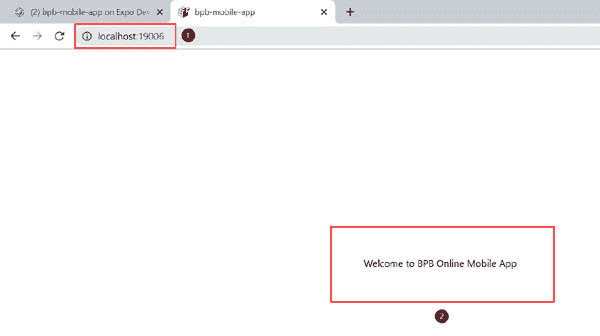 (2) bpb-mobile-app on Expo Dev
bpb-mobile-app
localhost:19006
1
Welcome to BPB Online Mobile App
2